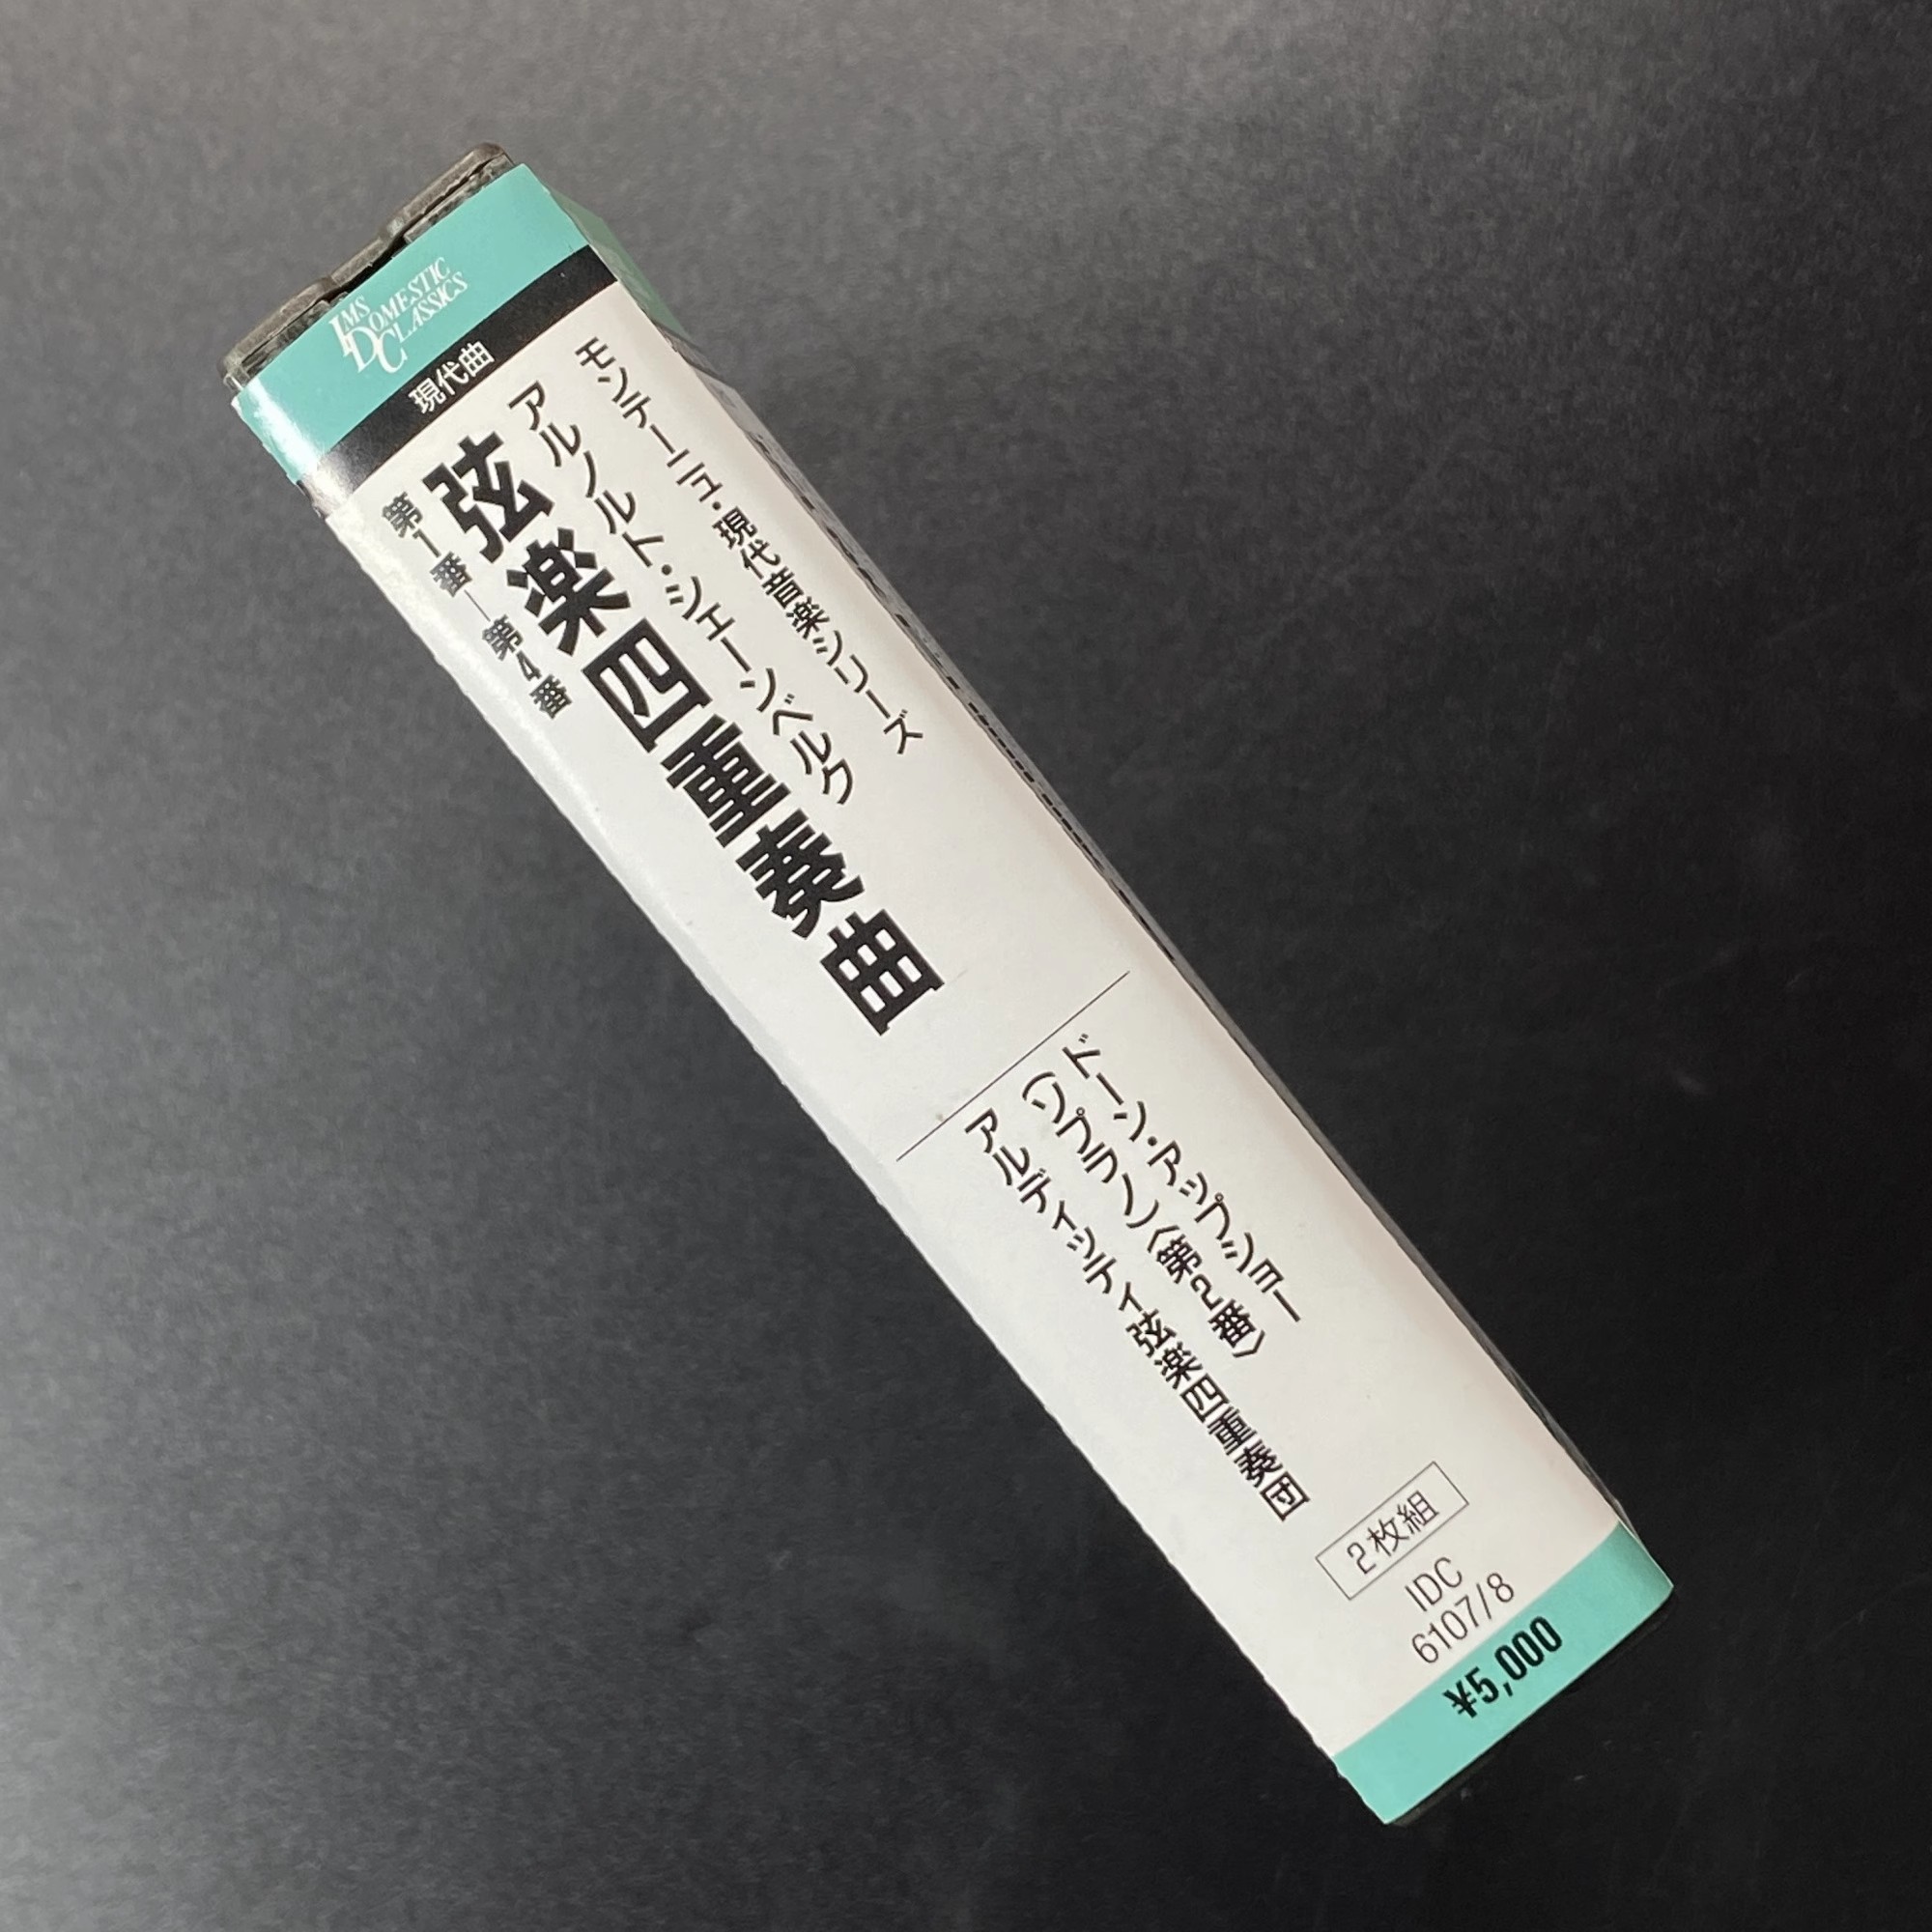 IMS
DOMESTIC
CLASSICS
現代曲
モンテーニュ・現代音楽シリーズ
アルノルト・シェーンベルク
弦楽四重奏曲
第1番—第4番
ドーン・アップショー
(ソプラノ)〈第2番〉
アルディッティ弦楽四重奏団
2枚組
IDC
6107/8
¥5,000